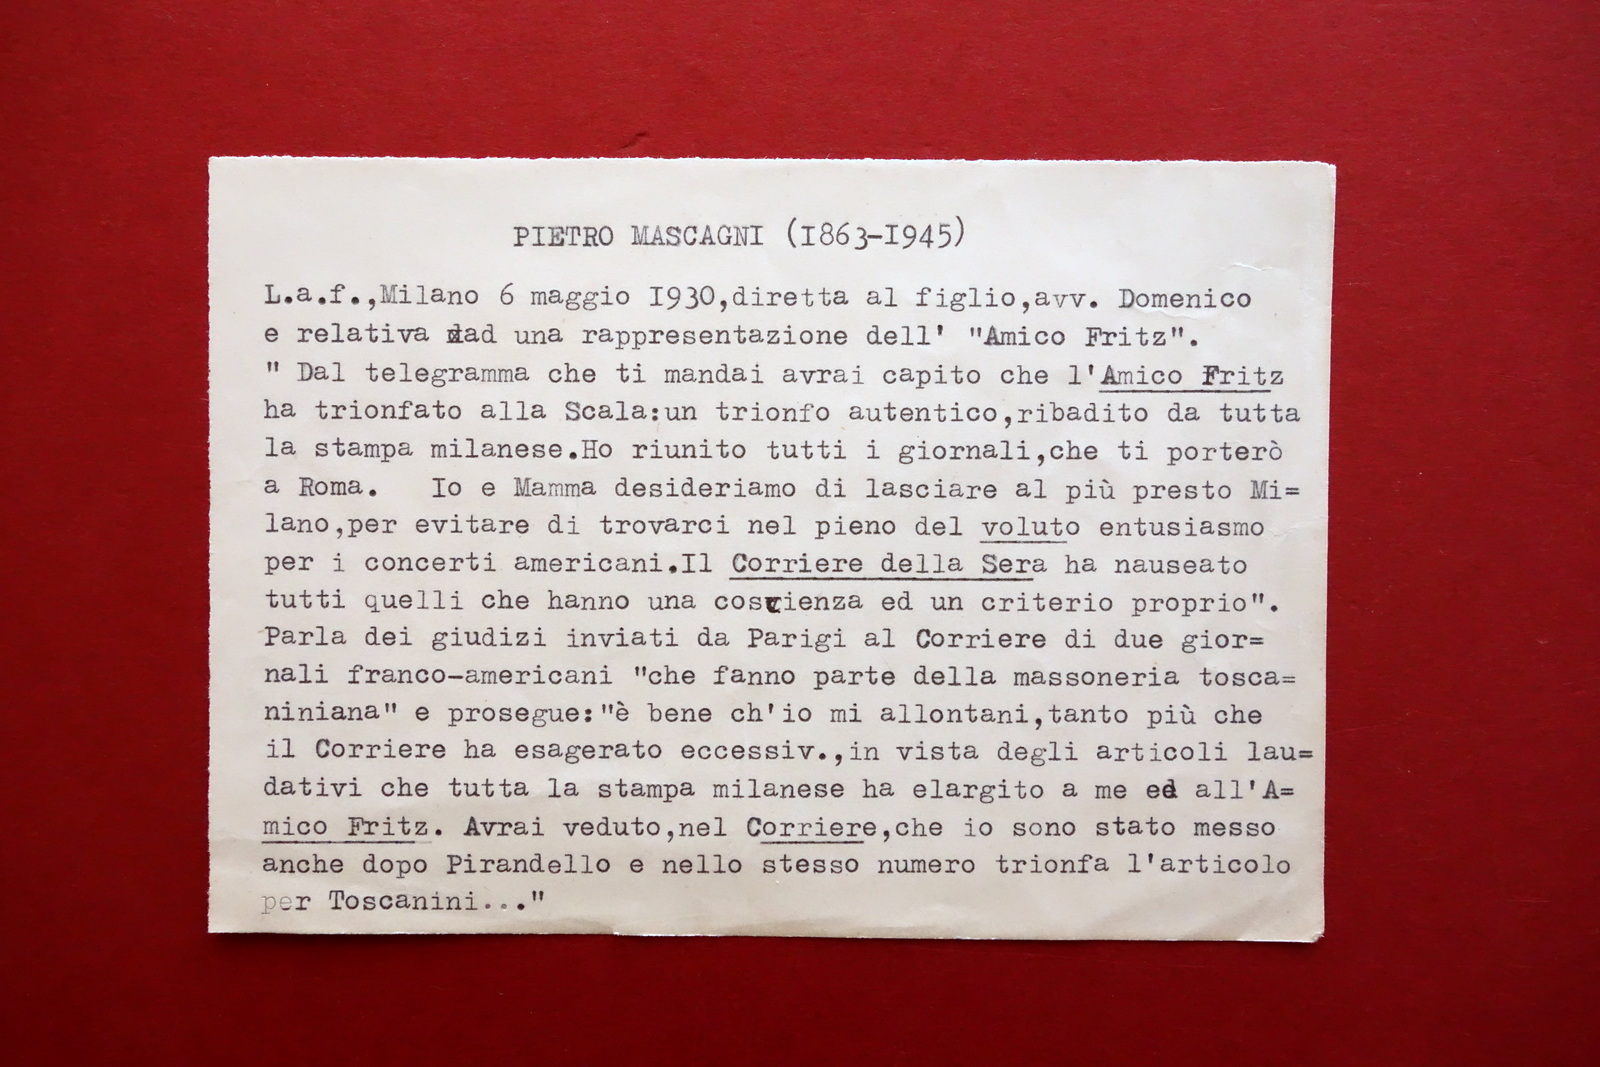 PIETRO MASCAGNI (I863-I945)
L.a.f.,Milano 6 maggio I930,diretta al figlio,avv. Domenico
e relativa ad una rappresentazione dell' "Amico Fritz".
" Dal telegramma che ti mandai avrai capito che l'Amico Fritz
ha trionfato alla Scala:un trionfo autentico,ribadito da tutta
la stampa milanese.Ho riunito tutti i giornali,che ti porterò
a Roma.   Io e Mamma desideriamo di lasciare al più presto Mi=
lano,per evitare di trovarci nel pieno del voluto entusiasmo
per i concerti americani.Il Corriere della Sera ha nauseato
tutti quelli che hanno una coscienza ed un criterio proprio".
Parla dei giudizi inviati da Parigi al Corriere di due gior=
nali franco-americani "che fanno parte della massoneria tosca=
niniana" e prosegue:"è bene ch'io mi allontani,tanto più che
il Corriere ha esagerato eccessiv.,in vista degli articoli lau=
dativi che tutta la stampa milanese ha elargito a me ed all'A=
mico Fritz. Avrai veduto,nel Corriere,che io sono stato messo
anche dopo Pirandello e nello stesso numero trionfa l'articolo
per Toscanini..."